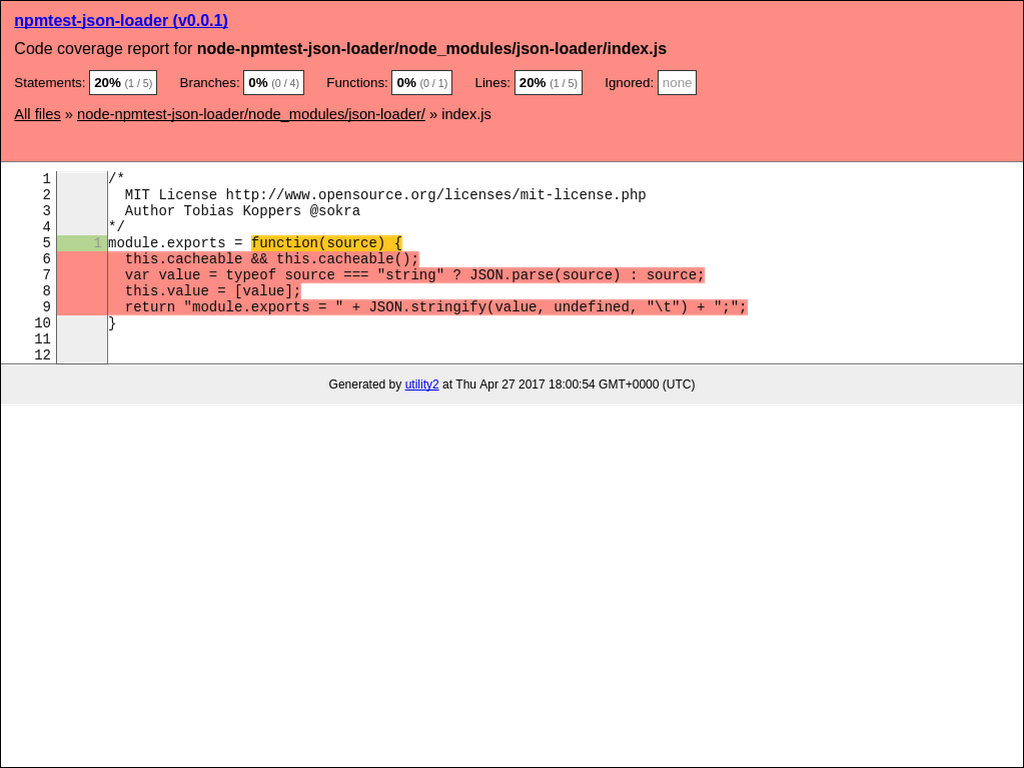 npmtest-json-loader (v0.0.1)
Code coverage report for node-npmtest-json-loader/node_modules/json-loader/index.js
Statements: 20% (1 / 5) Branches: 0% (0 / 4) Functions: 0% (0 / 1) Lines: 20% (1 / 5) Ignored: none
All files » node-npmtest-json-loader/node_modules/json-loader/ » index.js
1 /*
2   MIT License http://www.opensource.org/licenses/mit-license.php
3   Author Tobias Koppers @sokra
4 */
5 1 module.exports = function(source) {
6   this.cacheable && this.cacheable();
7   var value = typeof source === "string" ? JSON.parse(source) : source;
8   this.value = [value];
9   return "module.exports = " + JSON.stringify(value, undefined, "\t") + ";";
10 }
11
12
Generated by utility2 at Thu Apr 27 2017 18:00:54 GMT+0000 (UTC)